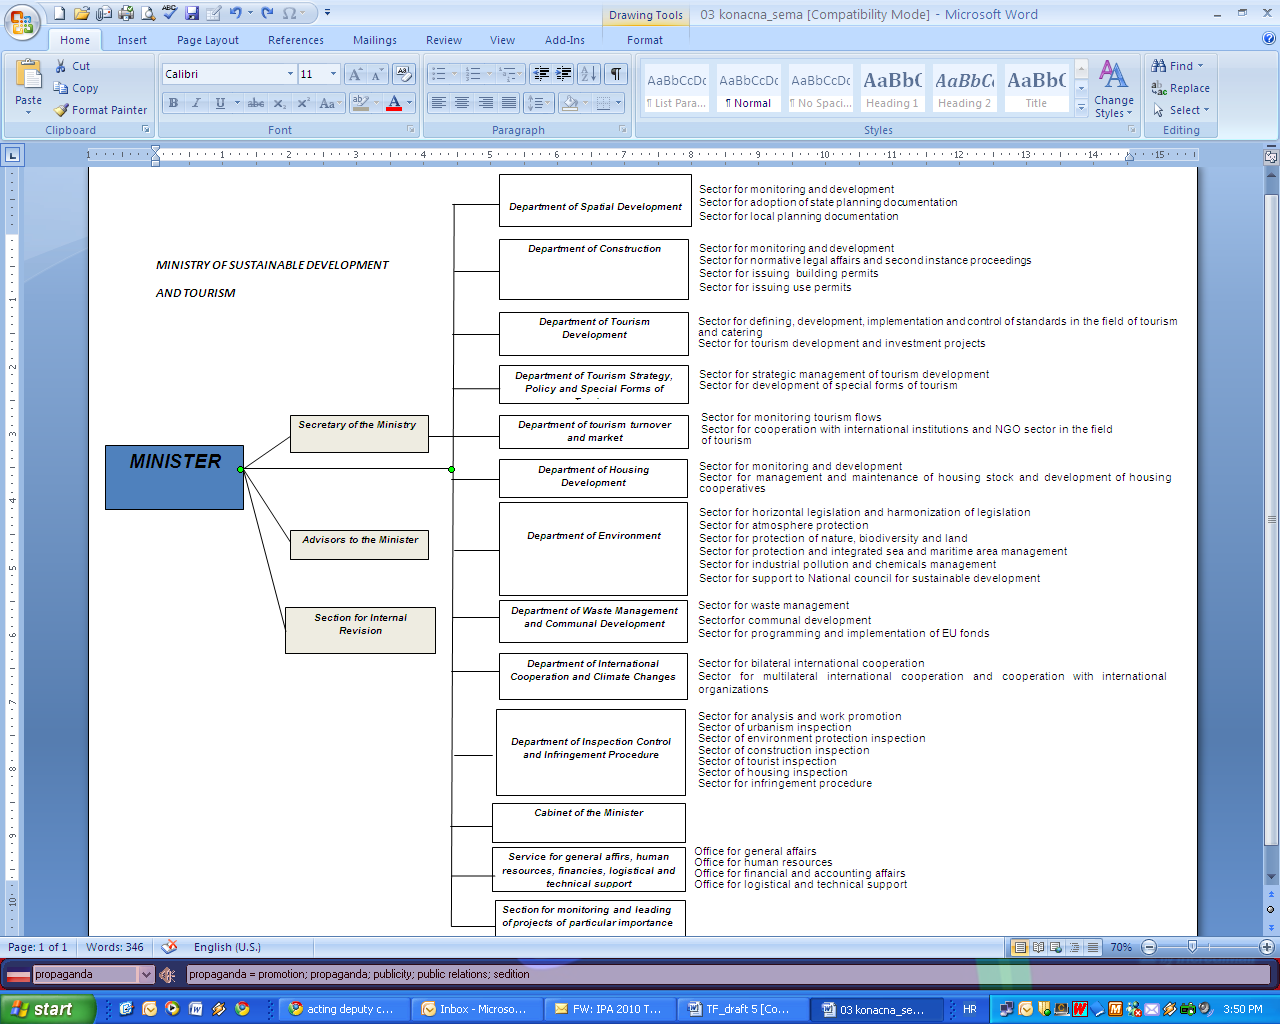 03 konacna_sema [Compatibility Mode] - Microsoft Word
Drawing Tools
Home Insert Page Layout References Mailings Review View Add-Ins Format
Paste
Cut
Copy
Format Painter
Calibri 11
AaBbCcDc AaBbCcDc AaBbCcDc AaBbC AaBbCc AaBbC
¶ List Para... ¶ Normal ¶ No Spaci... Heading 1 Heading 2 Title
Change Styles
Find
Replace
Select
Clipboard Font Paragraph Styles Editing
MINISTRY OF SUSTAINABLE DEVELOPMENT
AND TOURISM
MINISTER
Secretary of the Ministry
Advisors to the Minister
Section for Internal
Revision
Department of Spatial Development
Sector for monitoring and development
Sector for adoption of state planning documentation
Sector for local planning documentation
Department of Construction
Sector for monitoring and development
Sector for normative legal affairs and second instance proceedings
Sector for issuing building permits
Sector for issuing use permits
Department of Tourism
Development
Sector for defining, development, implementation and control of standards in the field of tourism
and catering
Sector for tourism development and investment projects
Department of Tourism Strategy,
Policy and Special Forms of
Sector for strategic management of tourism development
Sector for development of special forms of tourism
Department of tourism turnover
and market
Sector for monitoring tourism flows
Sector for cooperation with international institutions and NGO sector in the field
of tourism
Department of Housing
Development
Sector for monitoring and development
Sector for management and maintenance of housing stock and development of housing
cooperatives
Department of Environment
Sector for horizontal legislation and harmonization of legislation
Sector for atmosphere protection
Sector for protection of nature, biodiversity and land
Sector for protection and integrated sea and maritime area management
Sector for industrial pollution and chemicals management
Sector for support to National council for sustainable development
Department of Waste Management
and Communal Development
Sector for waste management
Sectorfor communal development
Sector for programming and implementation of EU fonds
Department of International
Cooperation and Climate Changes
Sector for bilateral international cooperation
Sector for multilateral international cooperation and cooperation with international
organizations
Department of Inspection Control
and Infringement Procedure
Sector for analysis and work promotion
Sector of urbanism inspection
Sector of environment protection inspection
Sector of construction inspection
Sector of tourist inspection
Sector of housing inspection
Sector for infringement procedure
Cabinet of the Minister
Service for general affirs, human
resources, financies, logistical and
technical support
Office for general affairs
Office for human resources
Office for financial and accounting affairs
Office for logistical and technical support
Section for monitoring and leading
of projects of particular importance
Page: 1 of 1 Words: 346 English (U.S.) 70%
propaganda
propaganda = promotion; propaganda; publicity; public relations; sedition
start
acting deputy c...
Inbox - Microso...
FW: IPA 2010 T...
TF_draft 5 [Co...
03 konacna_se...
HR
3:50 PM